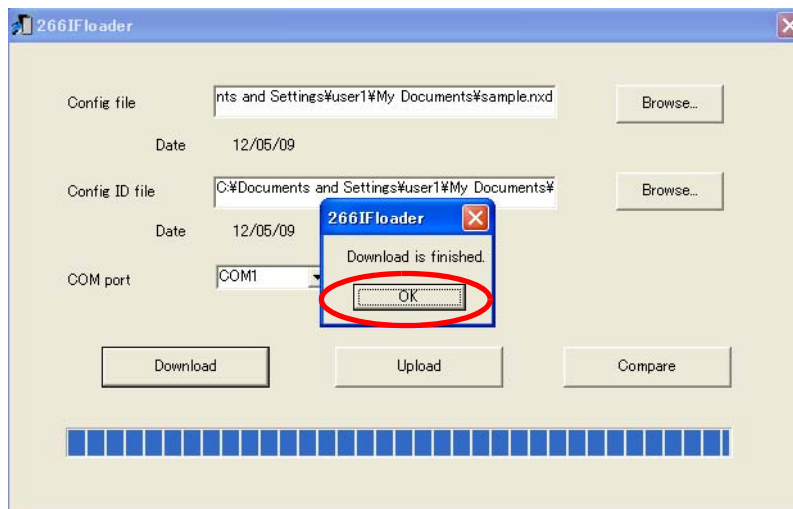 266IFloader
Config file
nts and Settings¥user1¥My Documents¥sample.nxd
Browse...
Date 12/05/09
Config ID file
C:¥Documents and Settings¥user1¥My Documents¥
Browse...
Date 12/05/09
266IFloader
Download is finished.
OK
COM port
COM1
Download
Upload
Compare